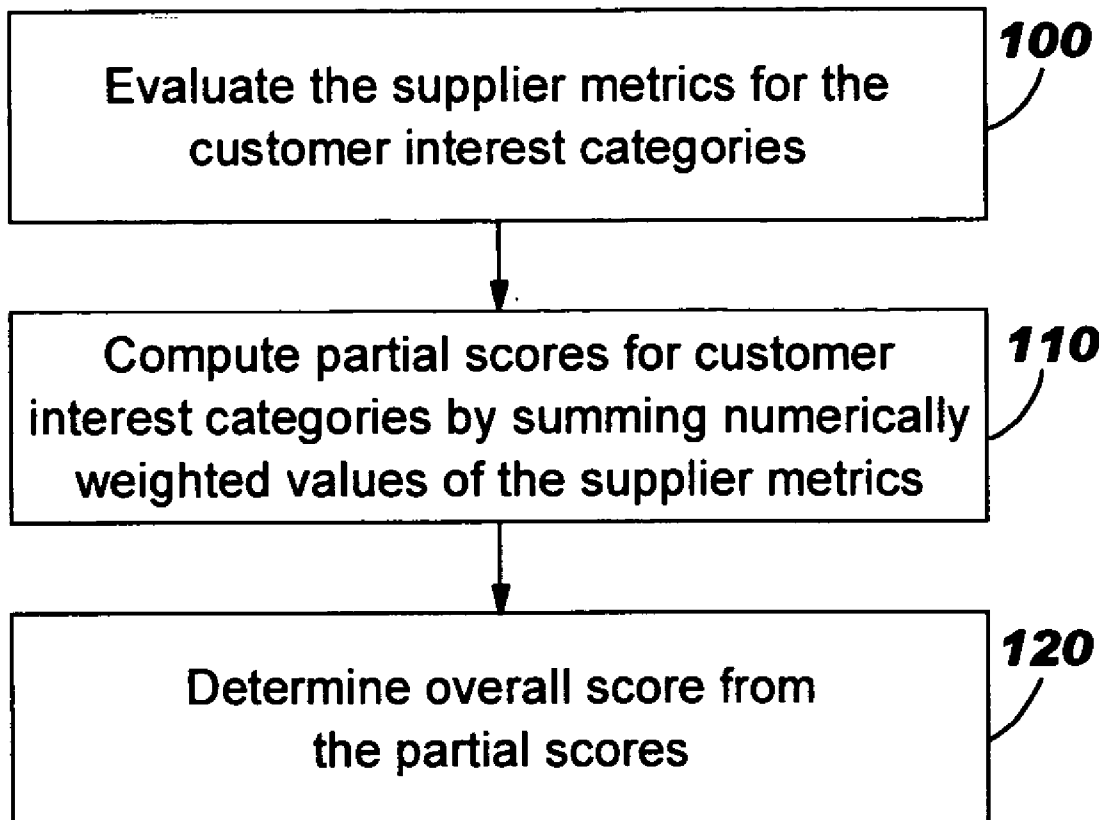 100
Evaluate the supplier metrics for the
customer interest categories
110
Compute partial scores for customer
interest categories by summing numerically
weighted values of the supplier metrics
120
Determine overall score from
the partial scores